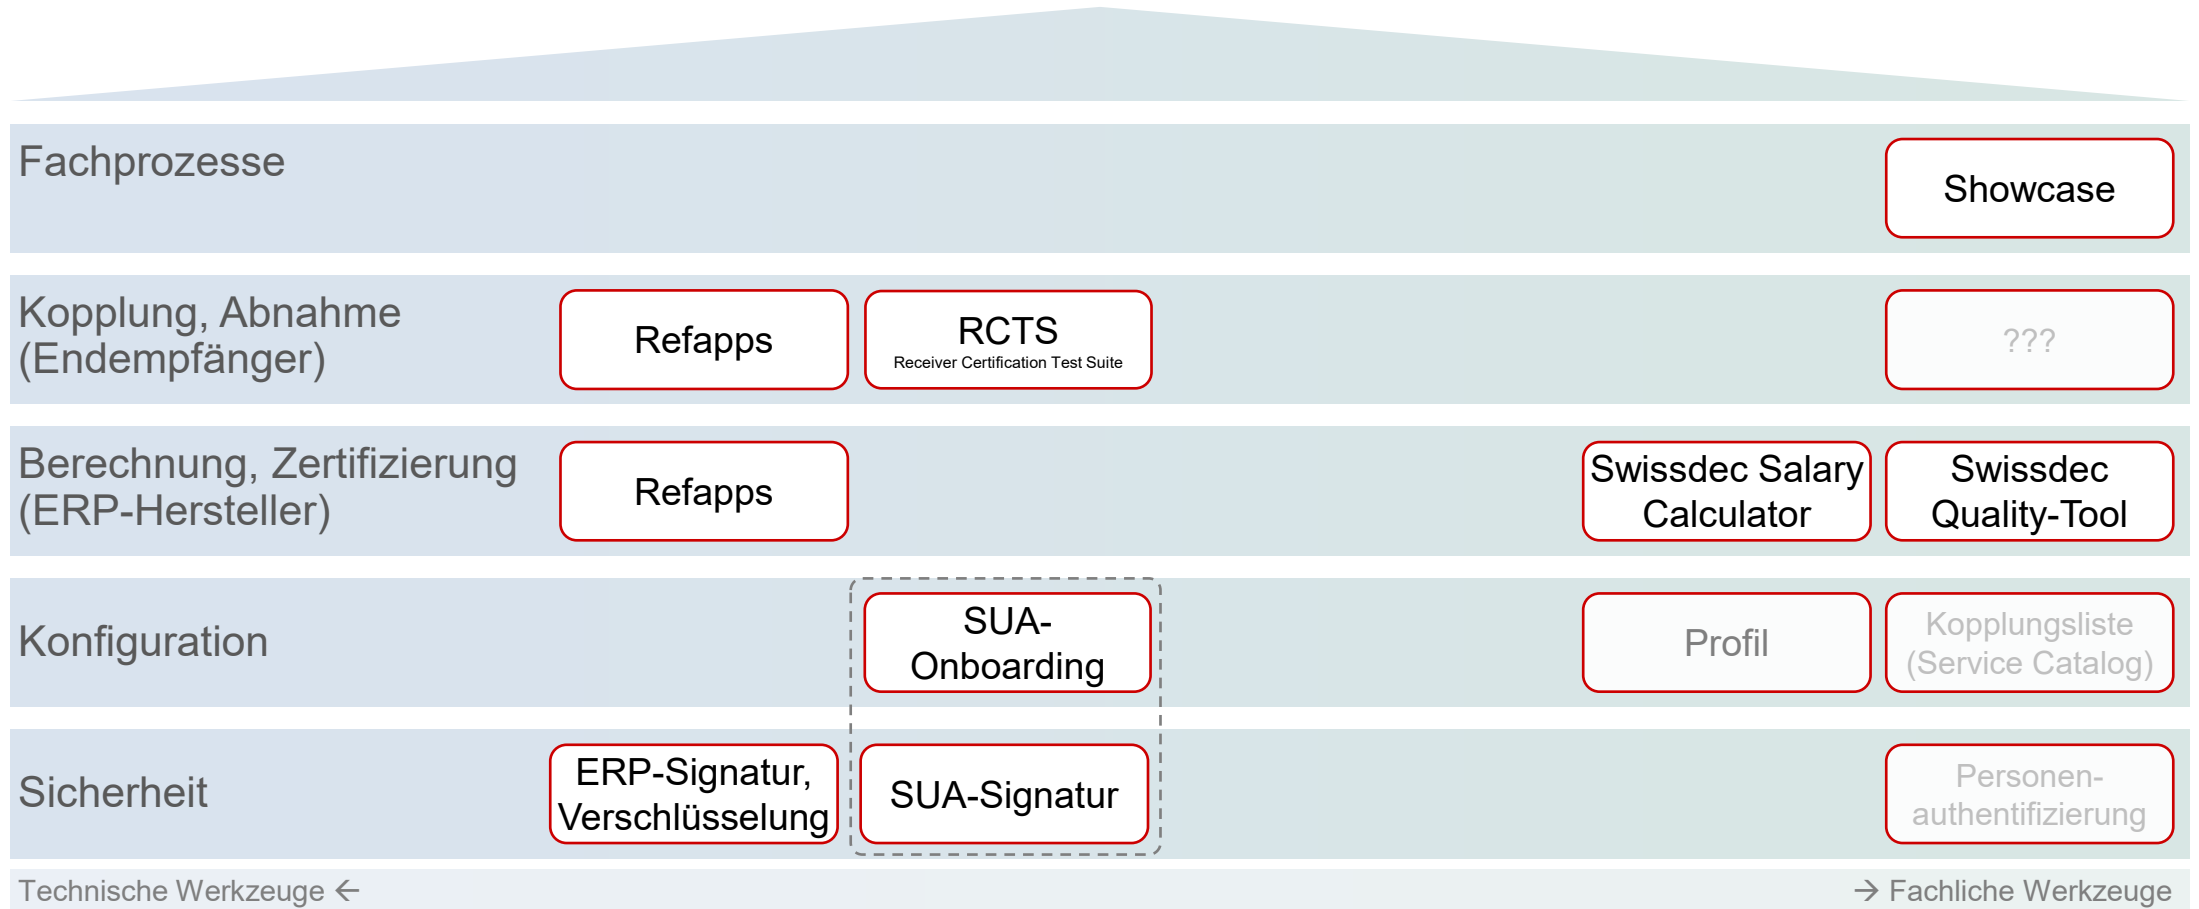 Fachprozesse
Showcase
Kopplung, Abnahme
(Endempfänger)
Refapps
RCTS
Receiver Certification Test Suite
???
Berechnung, Zertifizierung
(ERP-Hersteller)
Refapps
Swissdec Salary
Calculator
Swissdec
Quality-Tool
Konfiguration
SUA-
Onboarding
Profil
Kopplungsliste
(Service Catalog)
Sicherheit
ERP-Signatur,
Verschlüsselung
SUA-Signatur
Personen-
authentifizierung
Technische Werkzeuge ←
→ Fachliche Werkzeuge